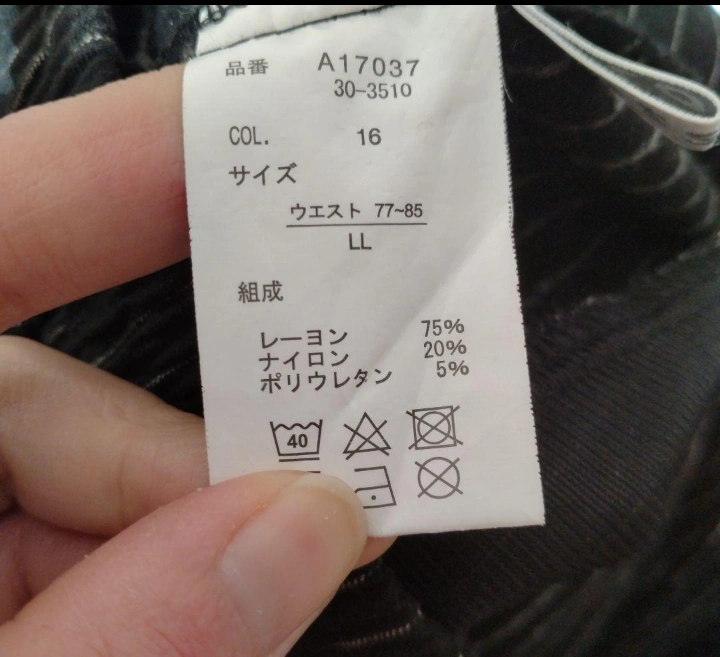 品番 A17037
30-3510
COL. 16
サイズ
ウエスト 77~85
LL
組成
レーヨン 75%
ナイロン 20%
ポリウレタン 5%
40